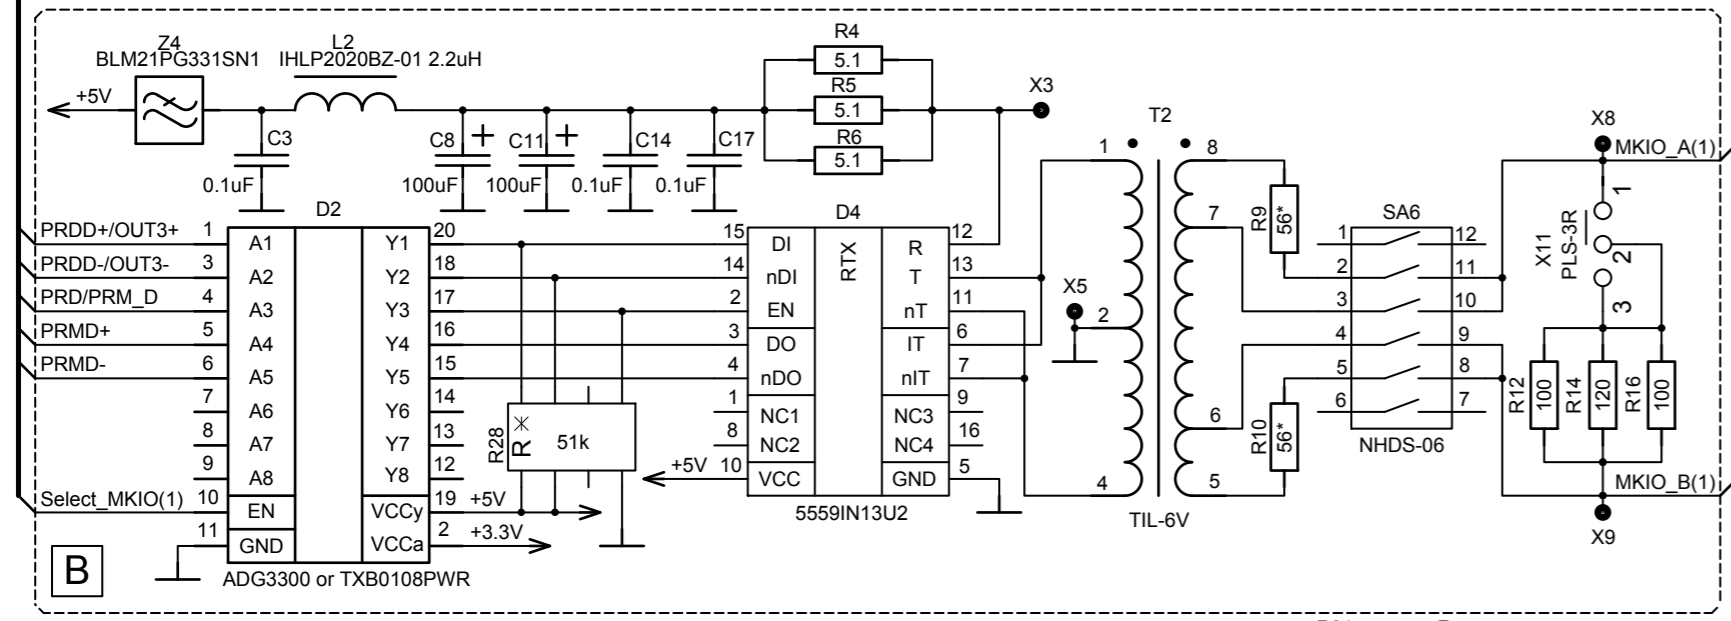 Z4
BLM21PG331SN1
L2
IHLP2020BZ-01 2.2uH
R4
5.1
R5
5.1
R6
5.1
+5V
X3
C3
0.1uF
C8
+
100uF
C11
+
100uF
C14
0.1uF
C17
0.1uF
D2
PRDD+/OUT3+ 1 A1 Y1 20
PRDD-/OUT3- 3 A2 Y2 18
PRD/PRM_D 4 A3 Y3 17
PRMD+ 5 A4 Y4 16
PRMD- 6 A5 Y5 15
7 A6 Y6 14
8 A7 Y7 13
9 A8 Y8 12
Select_MKIO(1) 10 EN VCCy 19 +5V
11 GND VCCa 2 +3.3V
ADG3300 or TXB0108PWR
B
R28
R*
51k
D4
RTX
15 DI R 12
14 nDI T 13
2 EN nT 11
3 DO IT 6
4 nDO nIT 7
1 NC1 NC3 9
8 NC2 NC4 16
+5V 10 VCC GND 5
5559IN13U2
X5
T2
1 8
7
2
6
4 5
TIL-6V
R9
56*
R10
56*
SA6
1 12
2 11
3 10
4 9
5 8
6 7
NHDS-06
X8
MKIO_A(1)
X11
PLS-3R
1
2
3
R12
100
R14
120
R16
100
MKIO_B(1)
X9